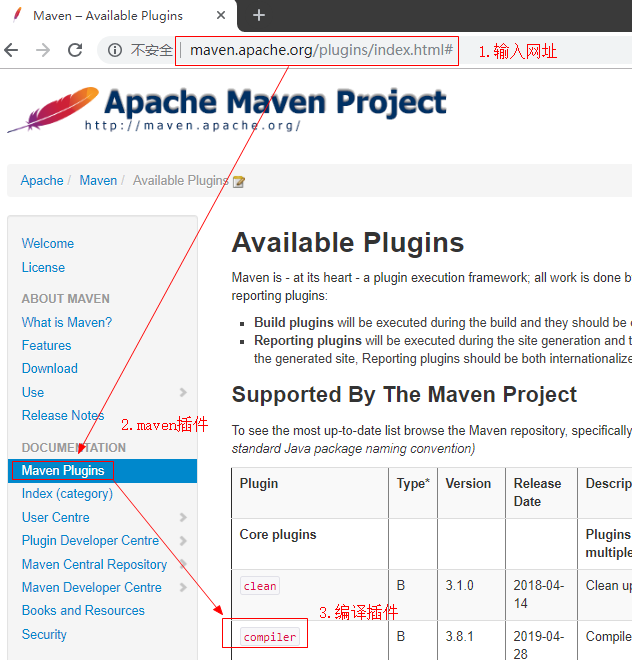 Maven – Available Plugins
不安全 | maven.apache.org/plugins/index.html#
1.输入网址
Apache Maven Project
http://maven.apache.org/
Apache / Maven / Available Plugins
Welcome
License
ABOUT MAVEN
What is Maven?
Features
Download
Use
Release Notes
2.maven插件
DOCUMENTATION
Maven Plugins
Index (category)
User Centre
Plugin Developer Centre
Maven Central Repository
Maven Developer Centre
Books and Resources
Security
Available Plugins
Maven is - at its heart - a plugin execution framework; all work is done b
reporting plugins:
Build plugins will be executed during the build and they should be
Reporting plugins will be executed during the site generation and t
the generated site, Reporting plugins should be both internationalize
Supported By The Maven Project
To see the most up-to-date list browse the Maven repository, specifically
standard Java package naming convention)
Plugin Type* Version Release Date Descrip
Core plugins Plugins multiple
clean B 3.1.0 2018-04-14 Clean up
3.编译插件
compiler B 3.8.1 2019-04-28 Compile